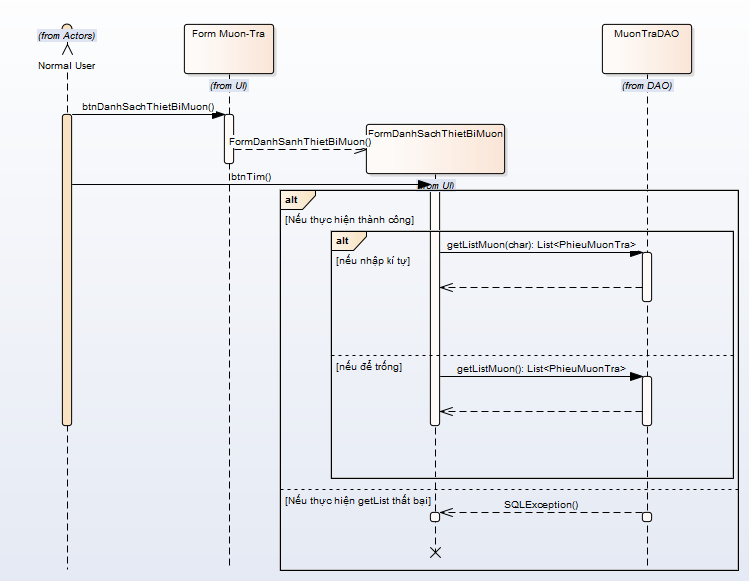 (from Actors)
Normal User
Form Muon-Tra
(from UI)
MuonTraDAO
(from DAO)
btnDanhSachThietBiMuon()
FormDanhSachThietBiMuon
FormDanhSanhThietBiMuon()
btnTim()
om UI)
alt
[Nếu thực hiện thành công]
alt
[nếu nhập kí tự]
getListMuon(char): List<PhieuMuonTra>
[nếu để trống]
getListMuon(): List<PhieuMuonTra>
[Nếu thực hiện getList thất bại]
SQLException()